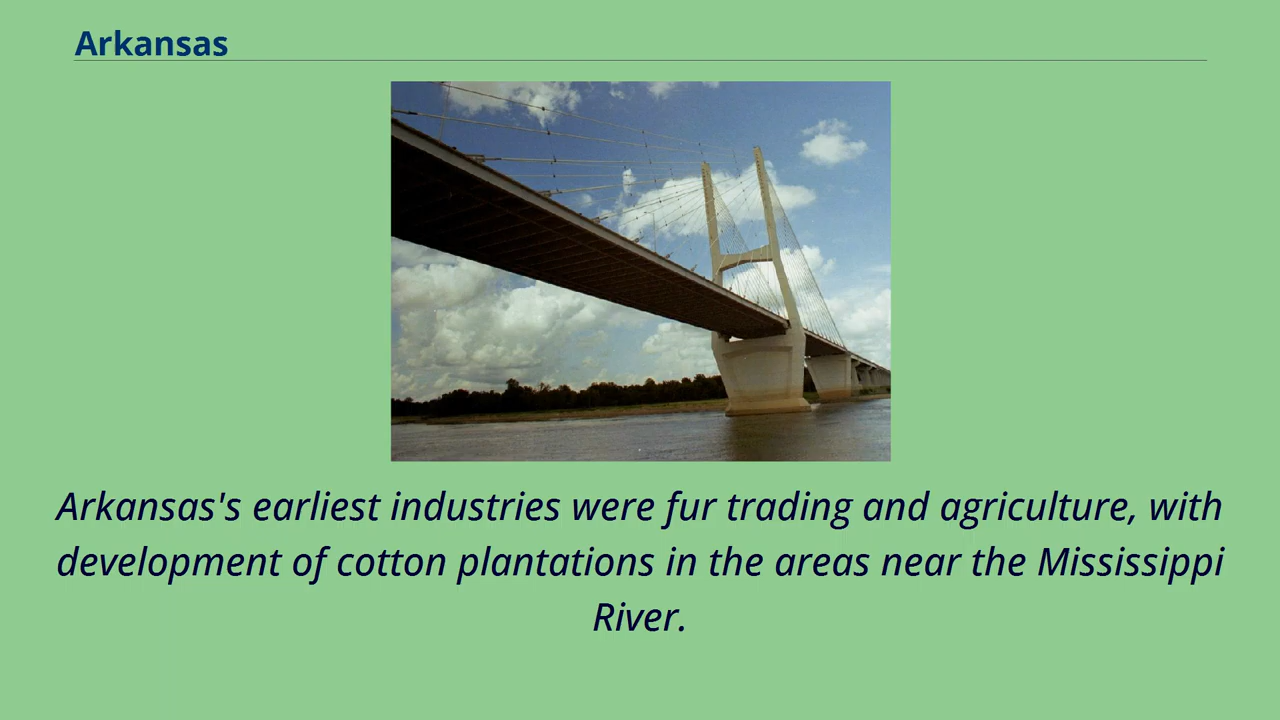 Arkansas
Arkansas's earliest industries were fur trading and agriculture, with
development of cotton plantations in the areas near the Mississippi
River.